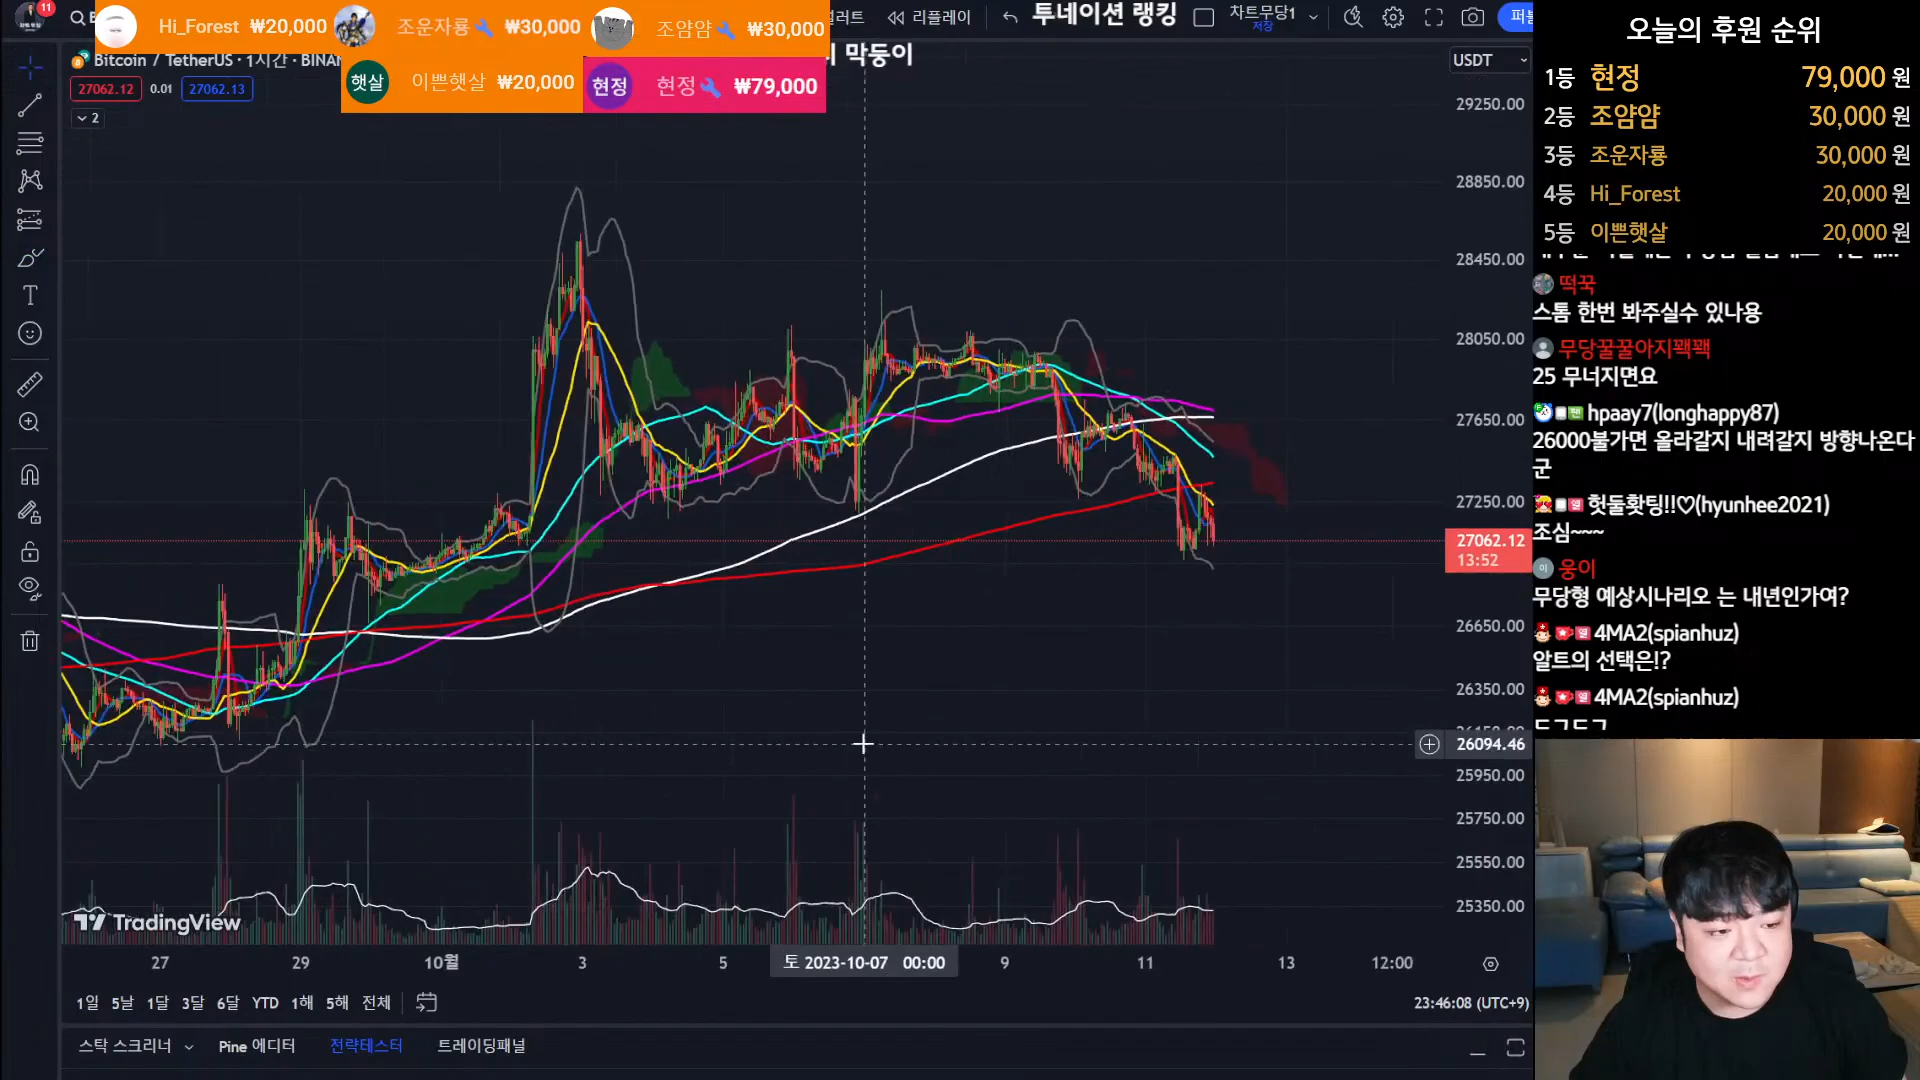 11
Hi_Forest ₩20,000
조운자룡 ₩30,000
조얌얌 ₩30,000
햇살 이쁜햇살 ₩20,000
현정 현정 ₩79,000
리플레이
투네이션 랭킹
차트무당1
저장
막둥이
Bitcoin / TetherUS · 1시간 · BINAN
27062.12 0.01 27062.13
2
USDT
29250.00
28850.00
28450.00
28050.00
27650.00
27250.00
27062.12
13:52
26650.00
26350.00
26094.46
25950.00
25750.00
25550.00
25350.00
TradingView
27 29 10월 3 5 토 2023-10-07 00:00 9 11 13 12:00
1일 5날 1달 3달 6달 YTD 1해 5해 전체
23:46:08 (UTC+9)
스탁 스크리너 Pine 에디터 전략테스터 트레이딩패널
오늘의 후원 순위
1등 현정 79,000 원
2등 조얌얌 30,000 원
3등 조운자룡 30,000 원
4등 Hi_Forest 20,000 원
5등 이쁜햇살 20,000 원
떡꾹
스톰 한번 봐주실수 있나용
무당꿀꿀아지꽥꽥
25 무너지면요
hpaay7(longhappy87)
26000불가면 올라갈지 내려갈지 방향나온다
군
헛둘홧팅!!♡(hyunhee2021)
조심~~~
웅이
무당형 예상시나리오 는 내년인가여?
4MA2(spianhuz)
알트의 선택은!?
4MA2(spianhuz)
ㄷㄱㄷㄱ